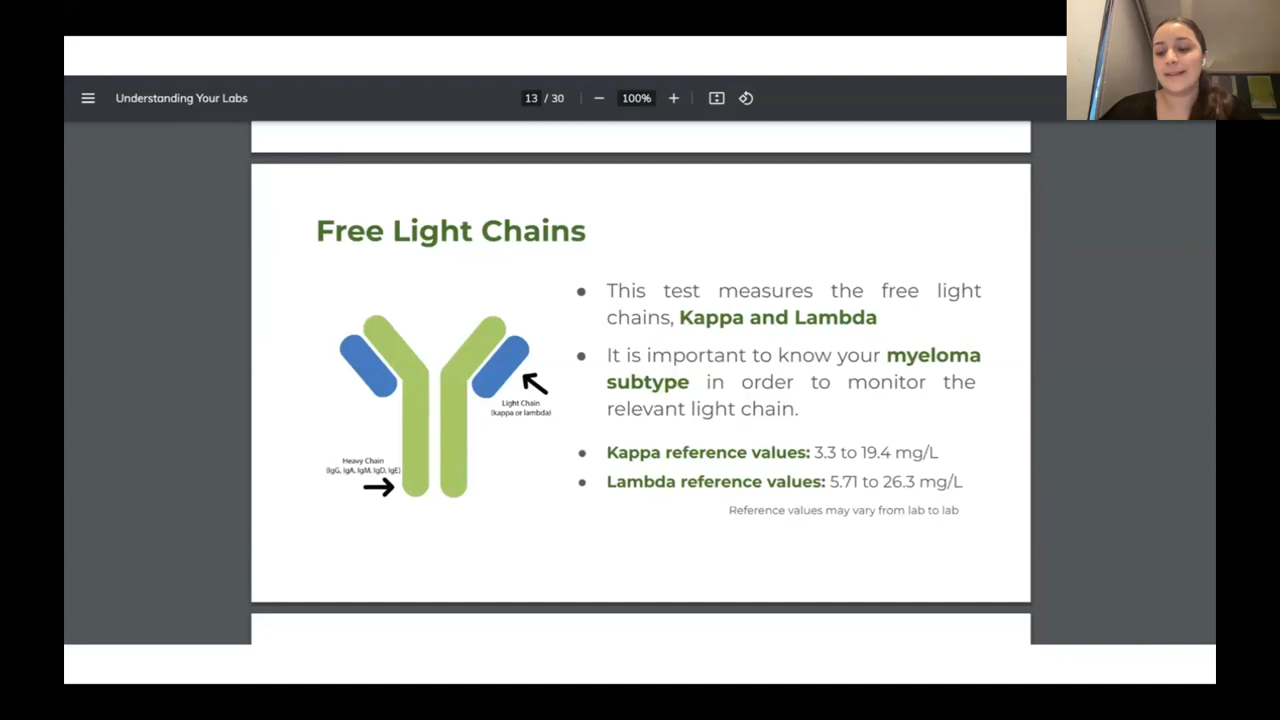 Understanding Your Labs
13 / 30
100%
Free Light Chains
This test measures the free light
chains, Kappa and Lambda
It is important to know your myeloma
subtype in order to monitor the
relevant light chain.
Kappa reference values: 3.3 to 19.4 mg/L
Lambda reference values: 5.71 to 26.3 mg/L
Reference values may vary from lab to lab
Light Chain
(kappa or lambda)
Heavy Chain
(IgG, IgA, IgM, IgD, IgE)